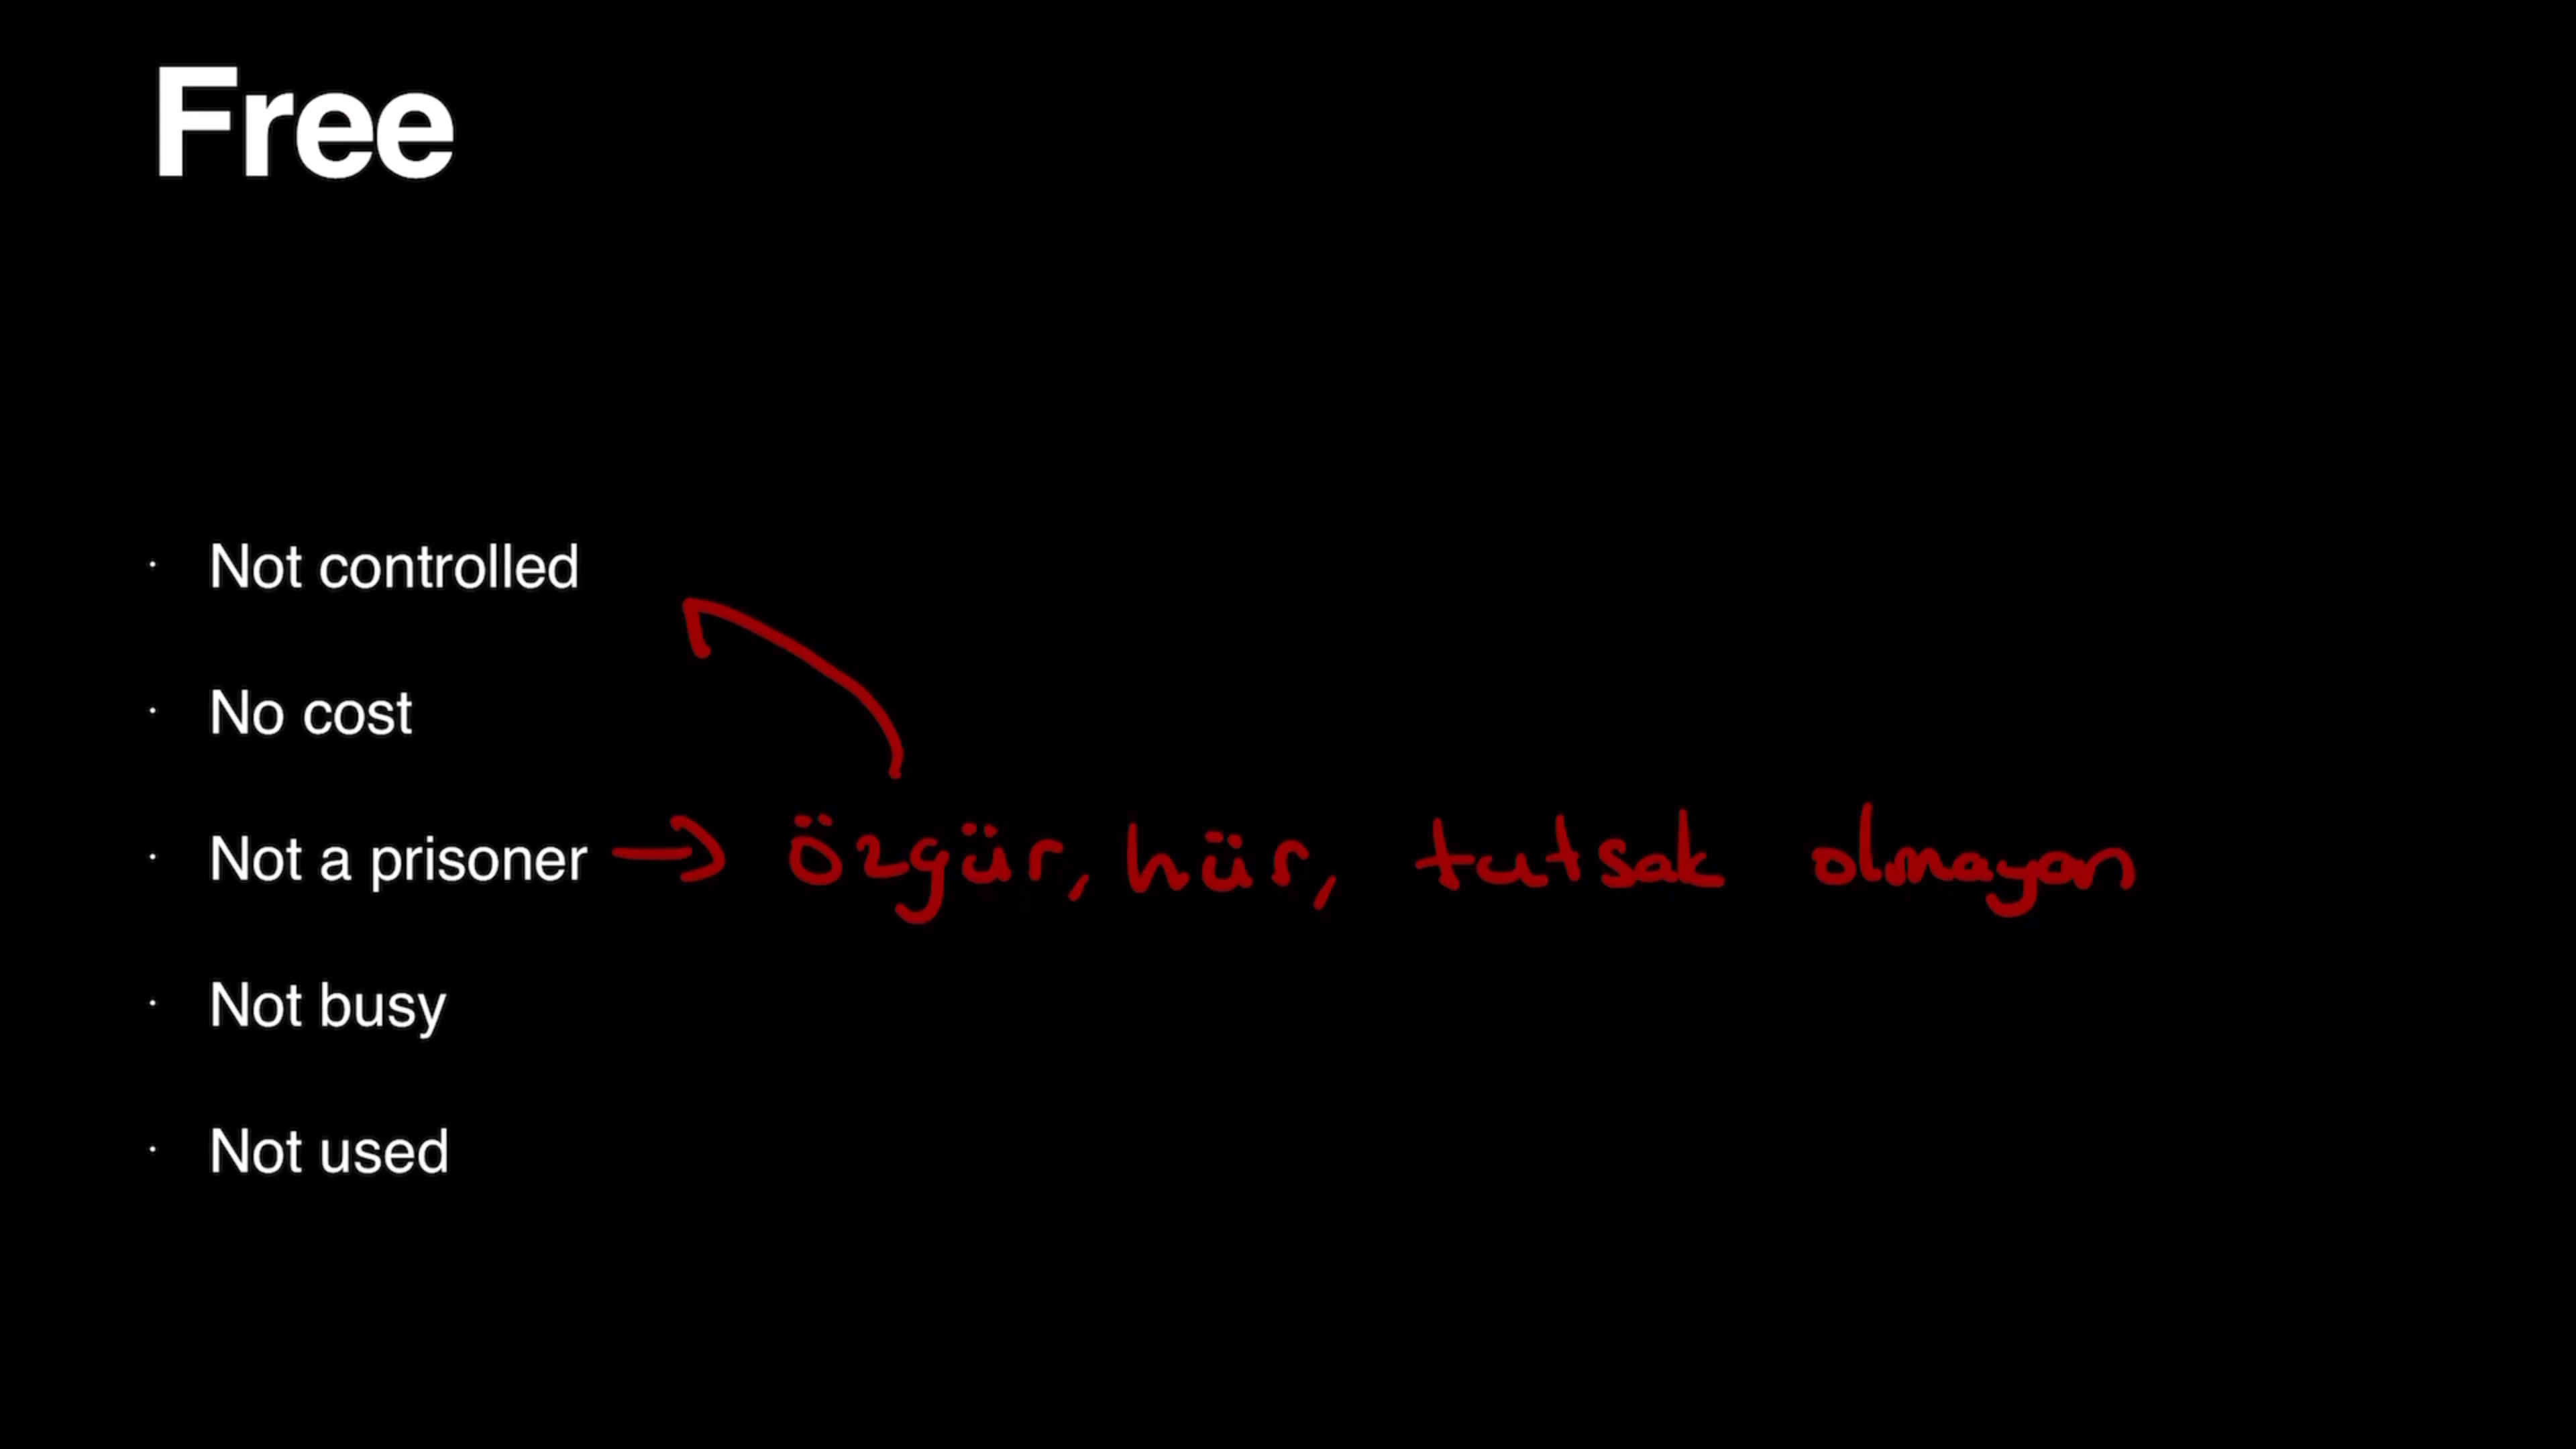 Free
· Not controlled
· No cost
· Not a prisoner → özgür, hür, tutsak olmayan
· Not busy
· Not used